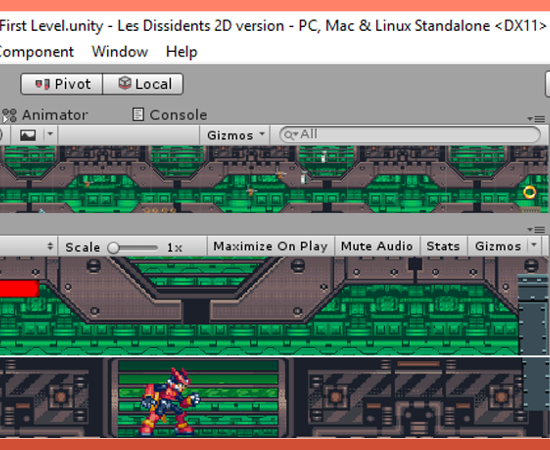 First Level.unity - Les Dissidents 2D version - PC, Mac & Linux Standalone <DX11>
Component Window Help
Pivot Local
Animator Console
Gizmos All
Scale 1x Maximize On Play Mute Audio Stats Gizmos